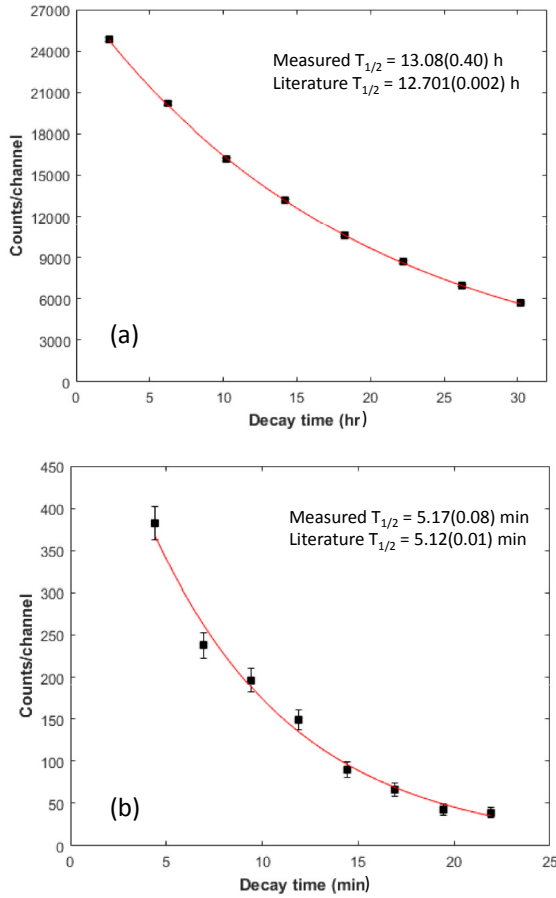 27000
24000
21000
18000
15000
12000
9000
6000
3000
0
Counts/channel
Measured T1/2 = 13.08(0.40) h
Literature T1/2 = 12.701(0.002) h
(a)
0 5 10 15 20 25 30
Decay time (hr)
450
400
350
300
250
200
150
100
50
0
Counts/channel
Measured T1/2 = 5.17(0.08) min
Literature T1/2 = 5.12(0.01) min
(b)
0 5 10 15 20 25
Decay time (min)